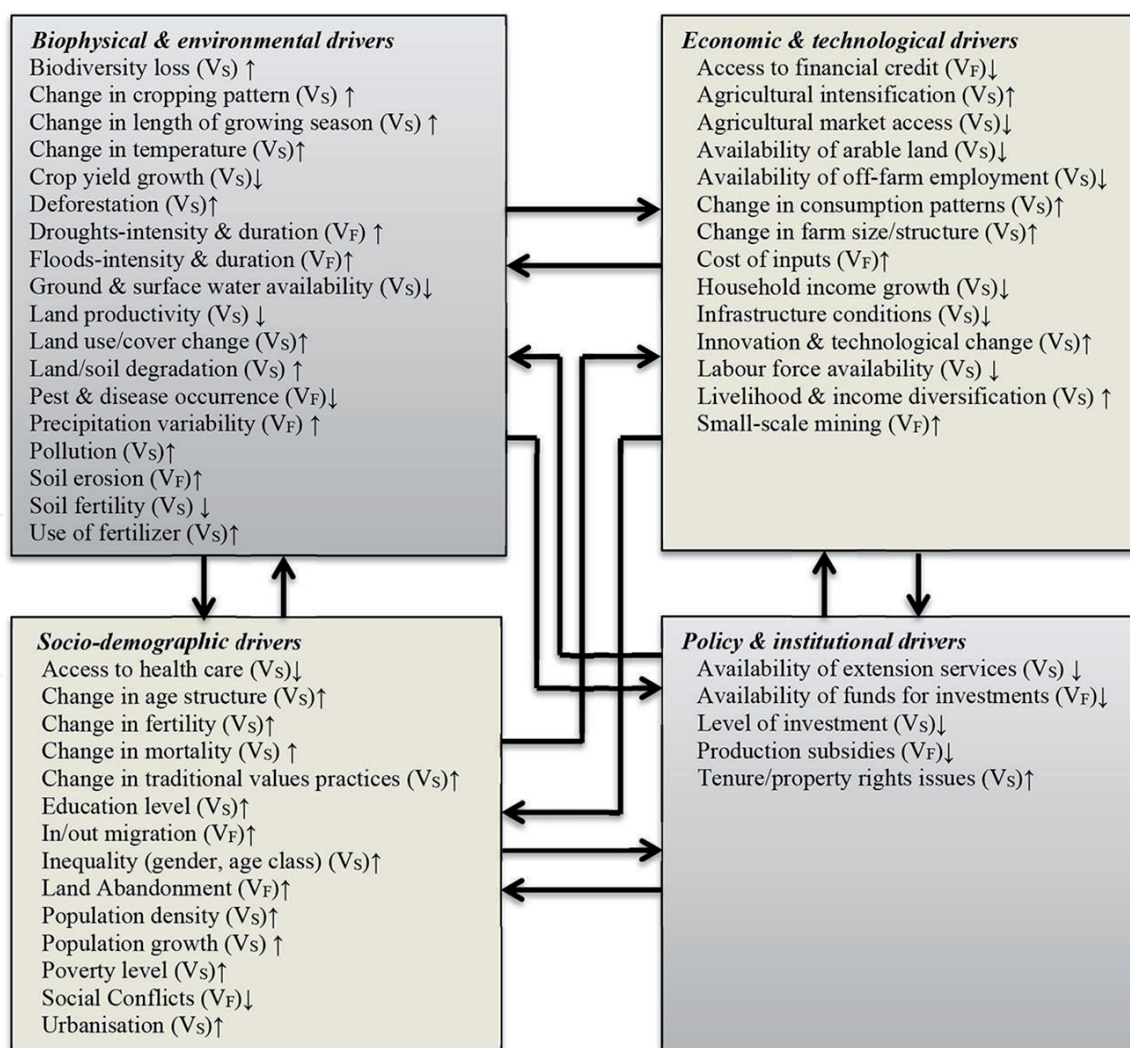 Biophysical & environmental drivers
Biodiversity loss (Vs) ↑
Change in cropping pattern (Vs) ↑
Change in length of growing season (Vs) ↑
Change in temperature (Vs)↑
Crop yield growth (Vs)↓
Deforestation (Vs)↑
Droughts-intensity & duration (VF) ↑
Floods-intensity & duration (VF)↑
Ground & surface water availability (Vs)↓
Land productivity (Vs) ↓
Land use/cover change (Vs)↑
Land/soil degradation (Vs) ↑
Pest & disease occurrence (VF)↓
Precipitation variability (VF) ↑
Pollution (Vs)↑
Soil erosion (VF)↑
Soil fertility (Vs) ↓
Use of fertilizer (Vs)↑
Economic & technological drivers
Access to financial credit (VF)↓
Agricultural intensification (Vs)↑
Agricultural market access (Vs)↓
Availability of arable land (Vs)↓
Availability of off-farm employment (Vs)↓
Change in consumption patterns (Vs)↑
Change in farm size/structure (Vs)↑
Cost of inputs (VF)↑
Household income growth (Vs)↓
Infrastructure conditions (Vs)↓
Innovation & technological change (Vs)↑
Labour force availability (Vs) ↓
Livelihood & income diversification (Vs) ↑
Small-scale mining (VF)↑
Socio-demographic drivers
Access to health care (Vs)↓
Change in age structure (Vs)↑
Change in fertility (Vs)↑
Change in mortality (Vs) ↑
Change in traditional values practices (Vs)↑
Education level (Vs)↑
In/out migration (VF)↑
Inequality (gender, age class) (Vs)↑
Land Abandonment (VF)↑
Population density (Vs)↑
Population growth (Vs) ↑
Poverty level (Vs)↑
Social Conflicts (VF)↓
Urbanisation (Vs)↑
Policy & institutional drivers
Availability of extension services (Vs) ↓
Availability of funds for investments (VF)↓
Level of investment (Vs)↓
Production subsidies (VF)↓
Tenure/property rights issues (Vs)↑